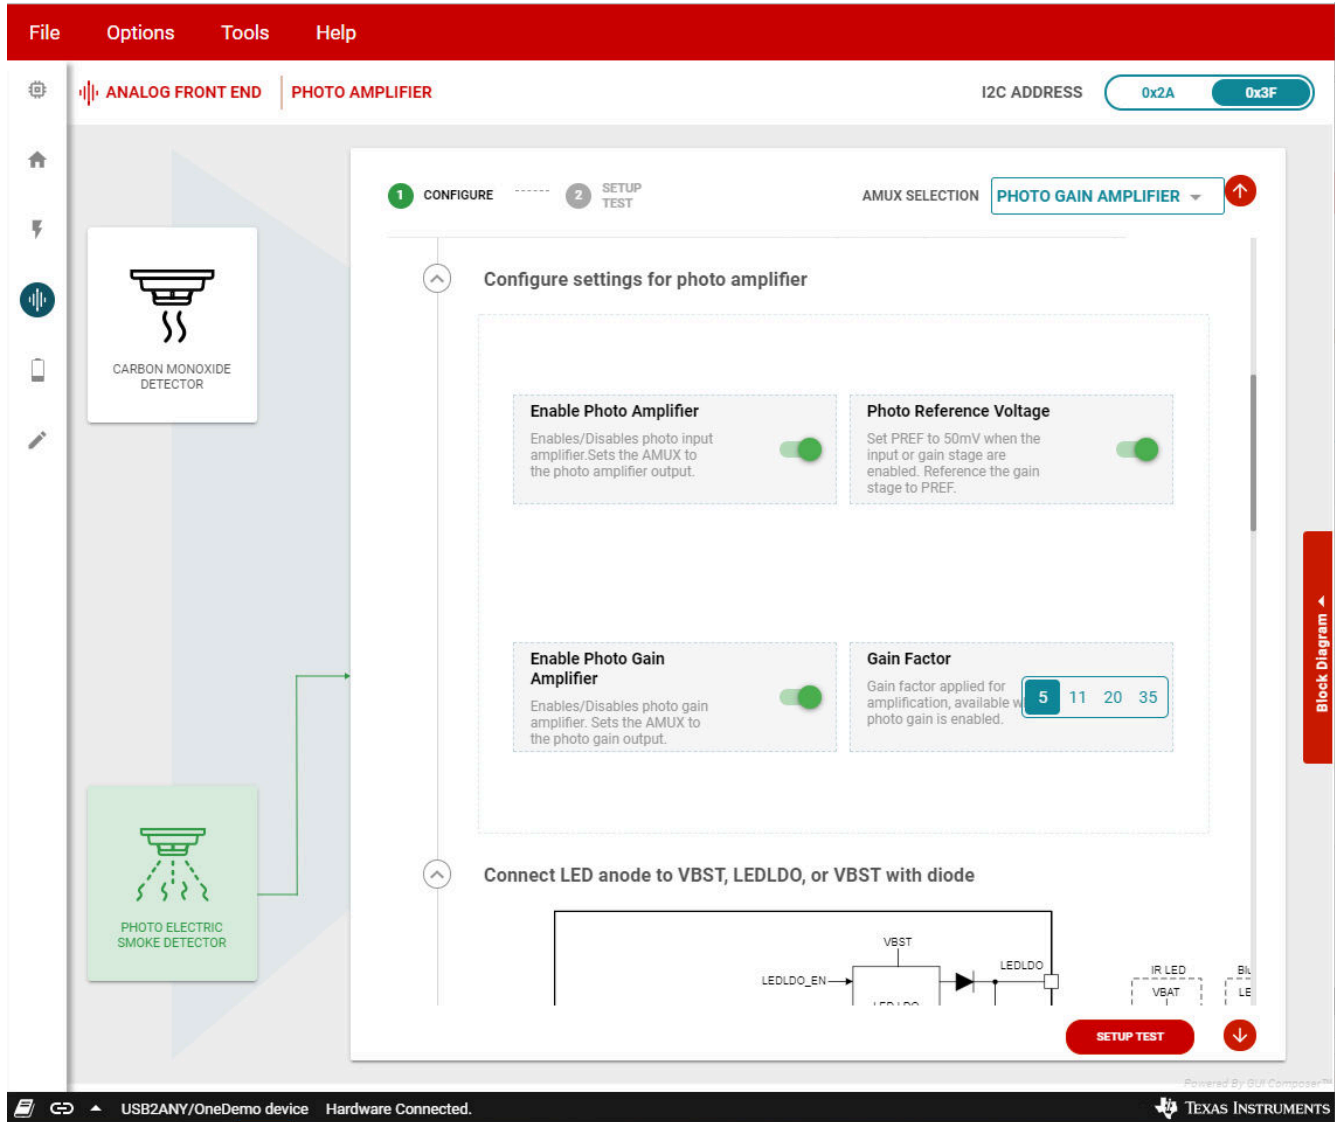 File Options Tools Help
ANALOG FRONT END PHOTO AMPLIFIER I2C ADDRESS 0x2A 0x3F
1 CONFIGURE 2 SETUP TEST AMUX SELECTION PHOTO GAIN AMPLIFIER
Configure settings for photo amplifier
CARBON MONOXIDE
DETECTOR
Enable Photo Amplifier
Enables/Disables photo input
amplifier.Sets the AMUX to
the photo amplifier output.
Photo Reference Voltage
Set PREF to 50mV when the
input or gain stage are
enabled. Reference the gain
stage to PREF.
Enable Photo Gain
Amplifier
Enables/Disables photo gain
amplifier. Sets the AMUX to
the photo gain output.
Gain Factor
Gain factor applied for
amplification, available w
photo gain is enabled.
5 11 20 35
Block Diagram
PHOTO ELECTRIC
SMOKE DETECTOR
Connect LED anode to VBST, LEDLDO, or VBST with diode
VBST
LEDLDO_EN
LEDLDO
IR LED
VBAT
LE
SETUP TEST
Powered By GUI Composer™
USB2ANY/OneDemo device Hardware Connected.
TEXAS INSTRUMENTS